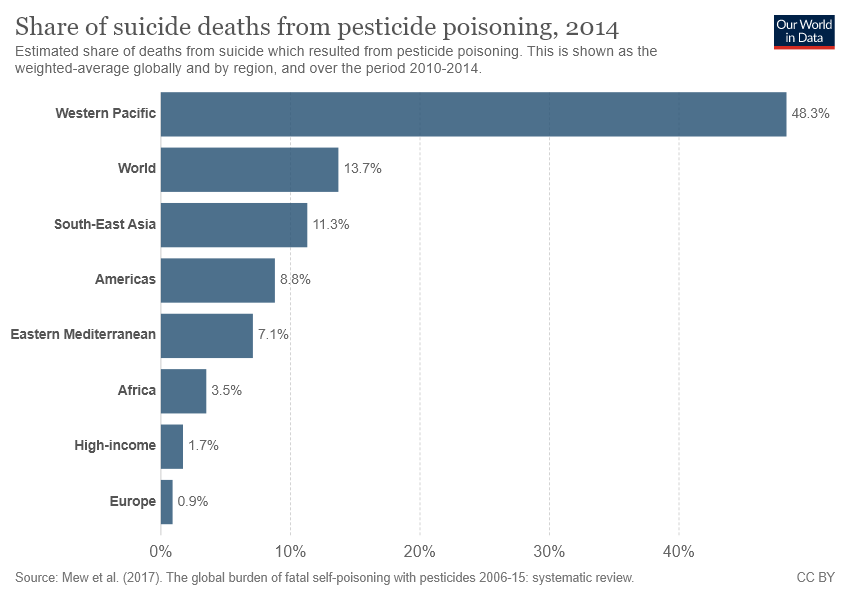 Share of suicide deaths from pesticide poisoning, 2014
Our World
in Data
Estimated share of deaths from suicide which resulted from pesticide poisoning. This is shown as the
weighted-average globally and by region, and over the period 2010-2014.
Western Pacific 48.3%
World 13.7%
South-East Asia 11.3%
Americas 8.8%
Eastern Mediterranean 7.1%
Africa 3.5%
High-income 1.7%
Europe 0.9%
0% 10% 20% 30% 40%
Source: Mew et al. (2017). The global burden of fatal self-poisoning with pesticides 2006-15: systematic review. CC BY